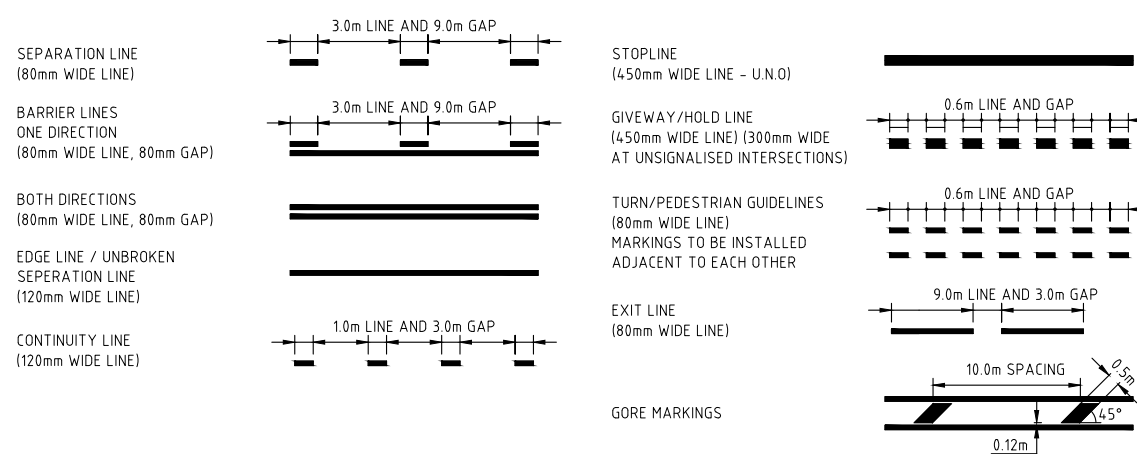 SEPARATION LINE
(80mm WIDE LINE)
3.0m LINE AND 9.0m GAP
BARRIER LINES
ONE DIRECTION
(80mm WIDE LINE, 80mm GAP)
3.0m LINE AND 9.0m GAP
BOTH DIRECTIONS
(80mm WIDE LINE, 80mm GAP)
EDGE LINE / UNBROKEN
SEPERATION LINE
(120mm WIDE LINE)
CONTINUITY LINE
(120mm WIDE LINE)
1.0m LINE AND 3.0m GAP
STOPLINE
(450mm WIDE LINE - U.N.O)
GIVEWAY/HOLD LINE
(450mm WIDE LINE) (300mm WIDE
AT UNSIGNALISED INTERSECTIONS)
0.6m LINE AND GAP
TURN/PEDESTRIAN GUIDELINES
(80mm WIDE LINE)
MARKINGS TO BE INSTALLED
ADJACENT TO EACH OTHER
0.6m LINE AND GAP
EXIT LINE
(80mm WIDE LINE)
9.0m LINE AND 3.0m GAP
GORE MARKINGS
10.0m SPACING
0.5m
45°
0.12m